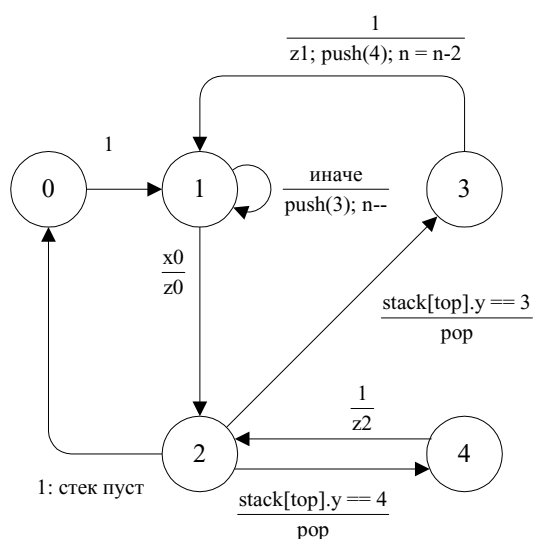 1
z1; push(4); n = n-2
1
0
1
иначе
push(3); n--
3
x0
z0
stack[top].y == 3
pop
1
z2
2
4
1: стек пуст
stack[top].y == 4
pop